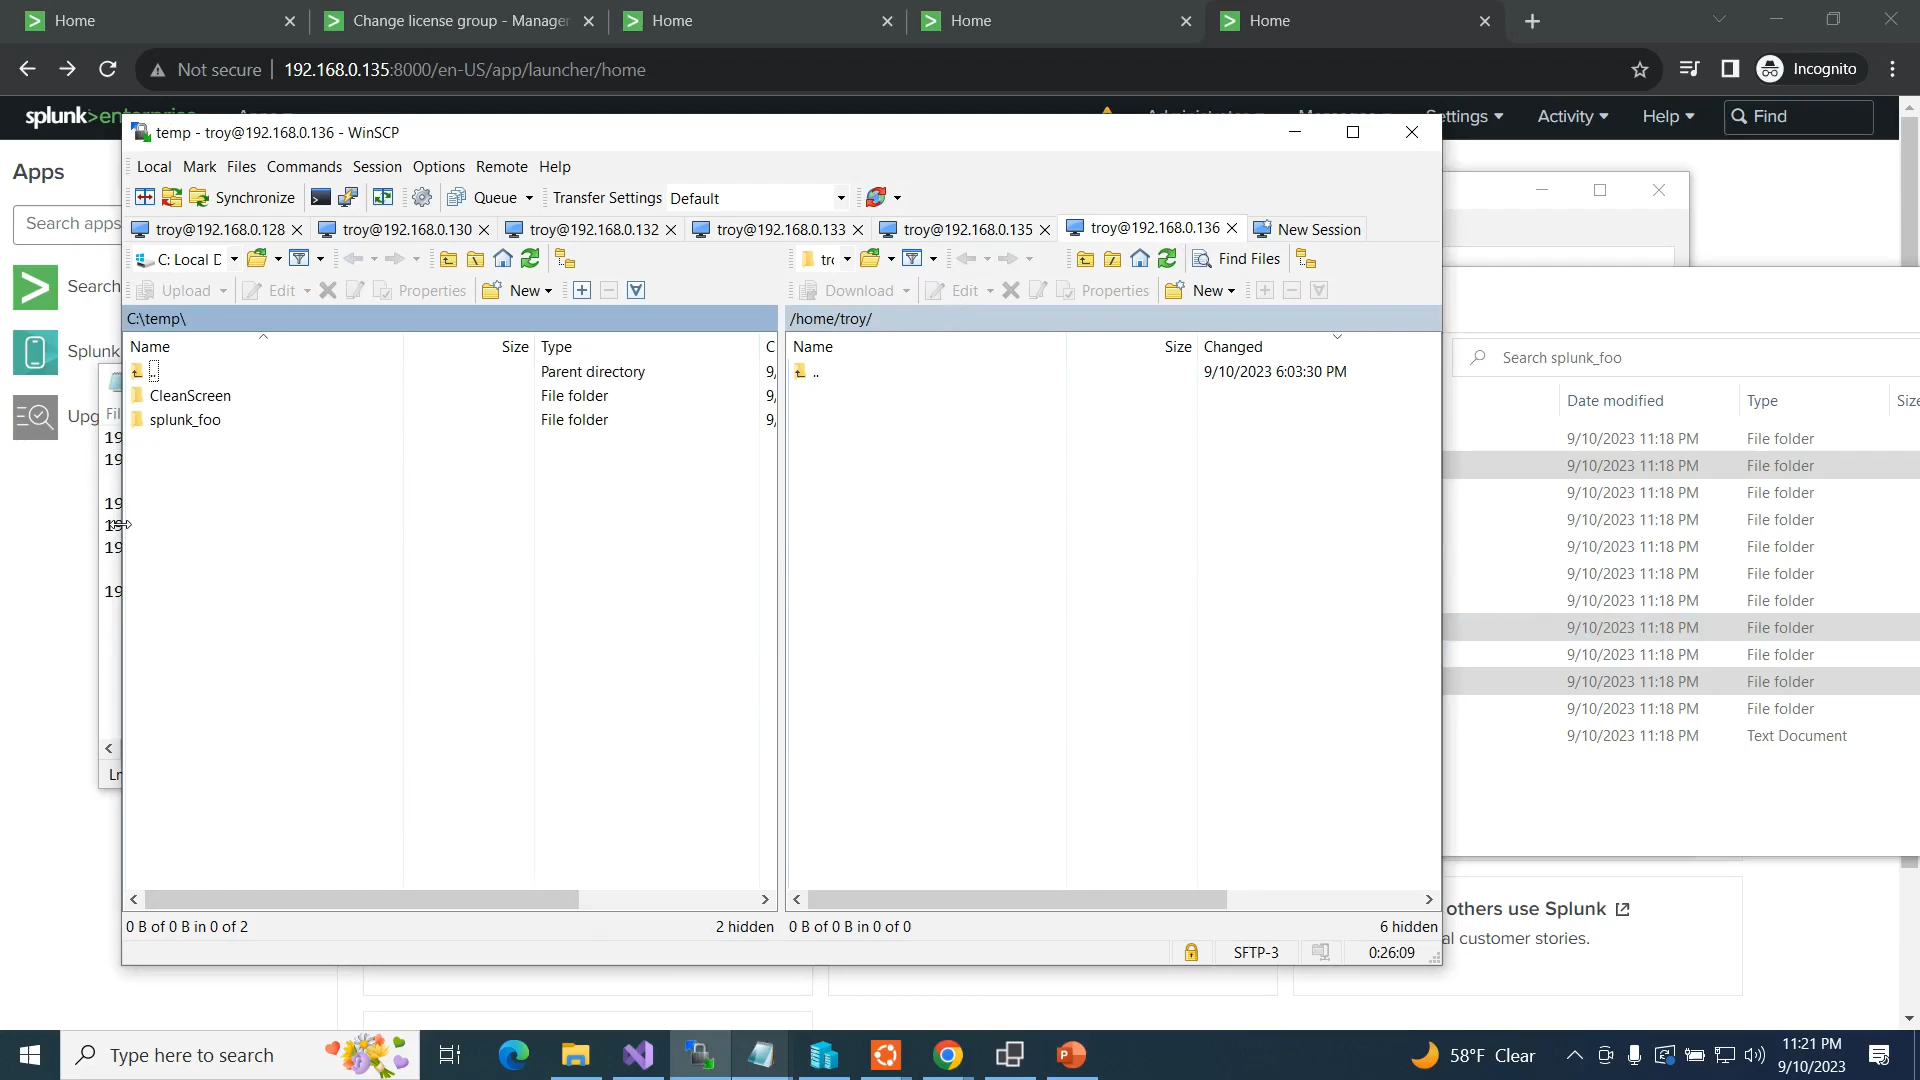 Home
Change license group - Manager
Home
Home
Home
Not secure
192.168.0.135:8000/en-US/app/launcher/home
Incognito
splunk>enterprise
Settings
Activity
Help
Find
temp - troy@192.168.0.136 - WinSCP
Local Mark Files Commands Session Options Remote Help
Synchronize Queue Transfer Settings Default
troy@192.168.0.128 troy@192.168.0.130 troy@192.168.0.132 troy@192.168.0.133 troy@192.168.0.135 troy@192.168.0.136 New Session
C: Local D
Find Files
Upload Edit Properties New
Download Edit Properties New
C:\temp\
/home/troy/
Name Size Type C
.. Parent directory 9/
CleanScreen File folder 9/
splunk_foo File folder 9/
Name Size Changed
.. 9/10/2023 6:03:30 PM
0 B of 0 B in 0 of 2 2 hidden
0 B of 0 B in 0 of 0 6 hidden
SFTP-3 0:26:09
Apps
Search apps
Search
Splunk
Upg
Fil
19
19
19
19
19
19
Ln
Search splunk_foo
Date modified Type Size
9/10/2023 11:18 PM File folder
9/10/2023 11:18 PM File folder
9/10/2023 11:18 PM File folder
9/10/2023 11:18 PM File folder
9/10/2023 11:18 PM File folder
9/10/2023 11:18 PM File folder
9/10/2023 11:18 PM File folder
9/10/2023 11:18 PM File folder
9/10/2023 11:18 PM File folder
9/10/2023 11:18 PM File folder
9/10/2023 11:18 PM File folder
9/10/2023 11:18 PM Text Document
others use Splunk
al customer stories.
Type here to search
58°F Clear
11:21 PM
9/10/2023